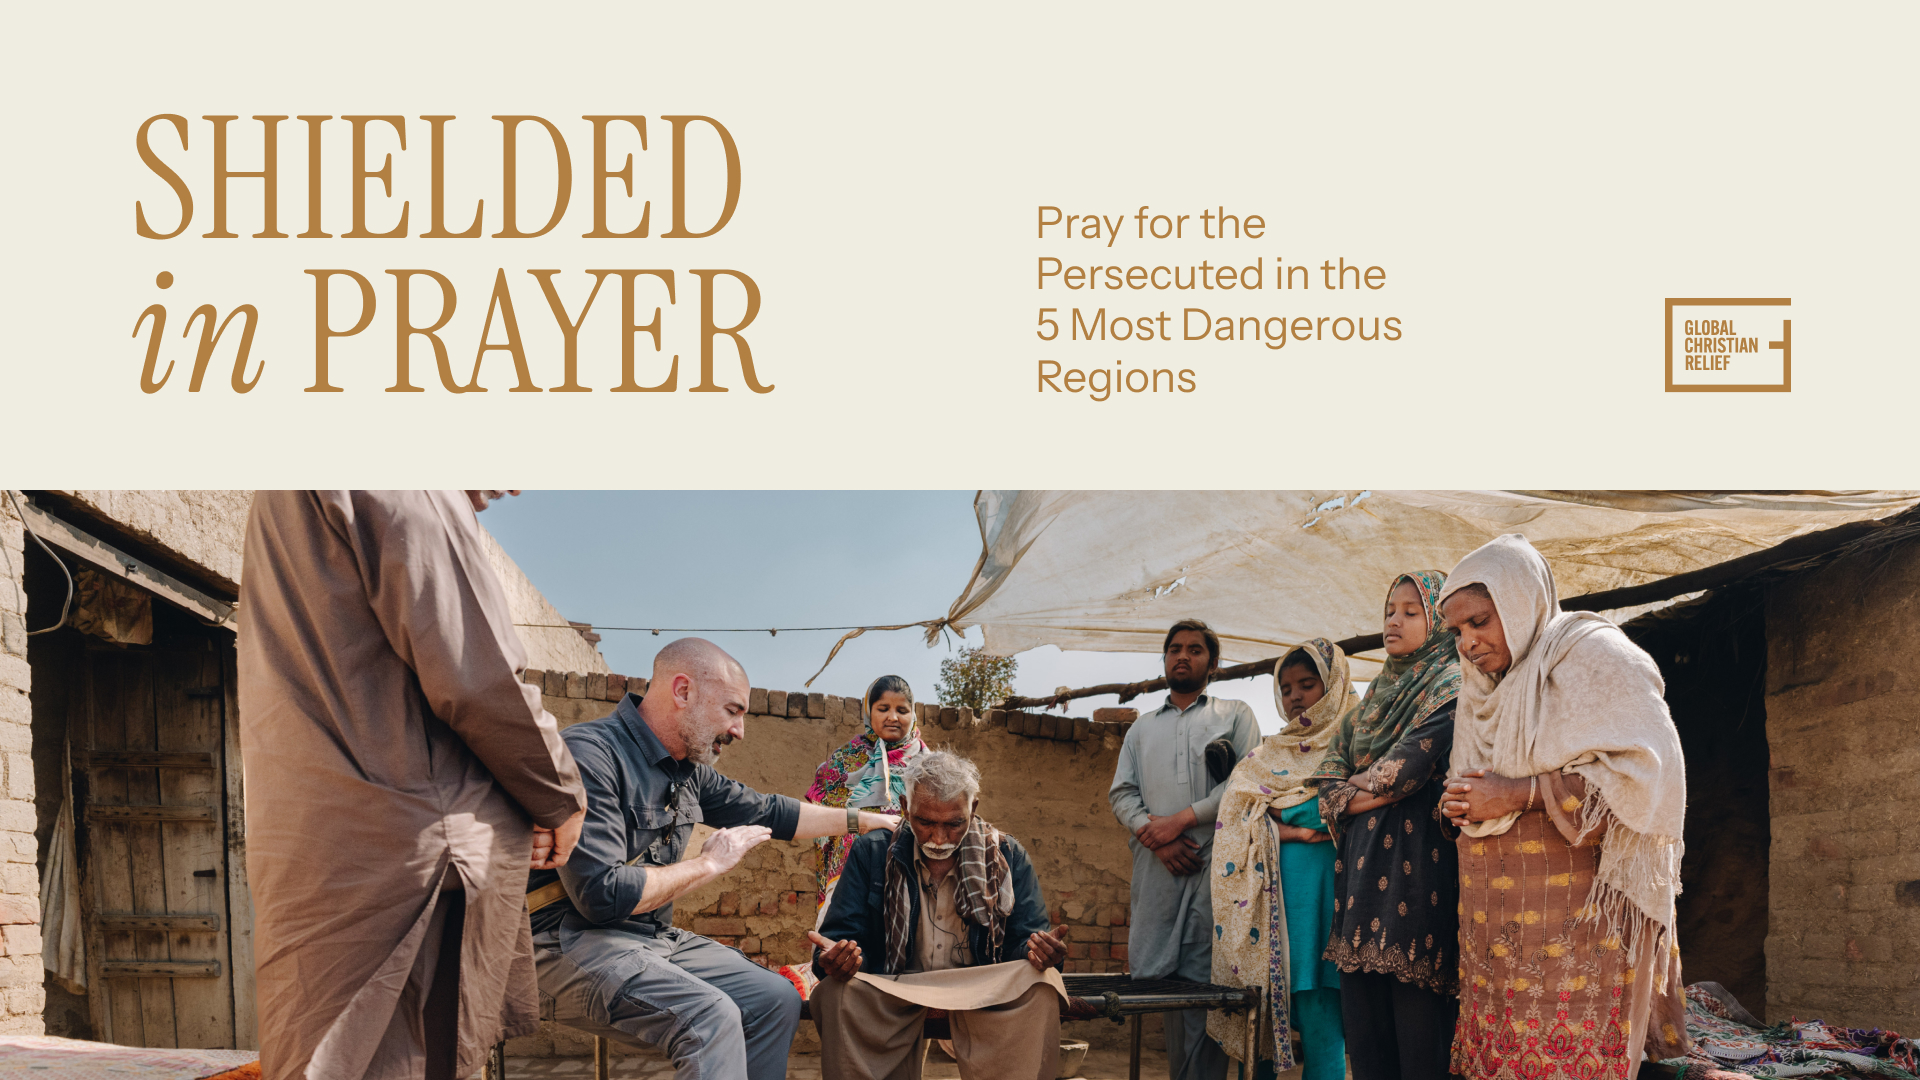 SHIELDED
in PRAYER
Pray for the
Persecuted in the
5 Most Dangerous
Regions
GLOBAL
CHRISTIAN
RELIEF